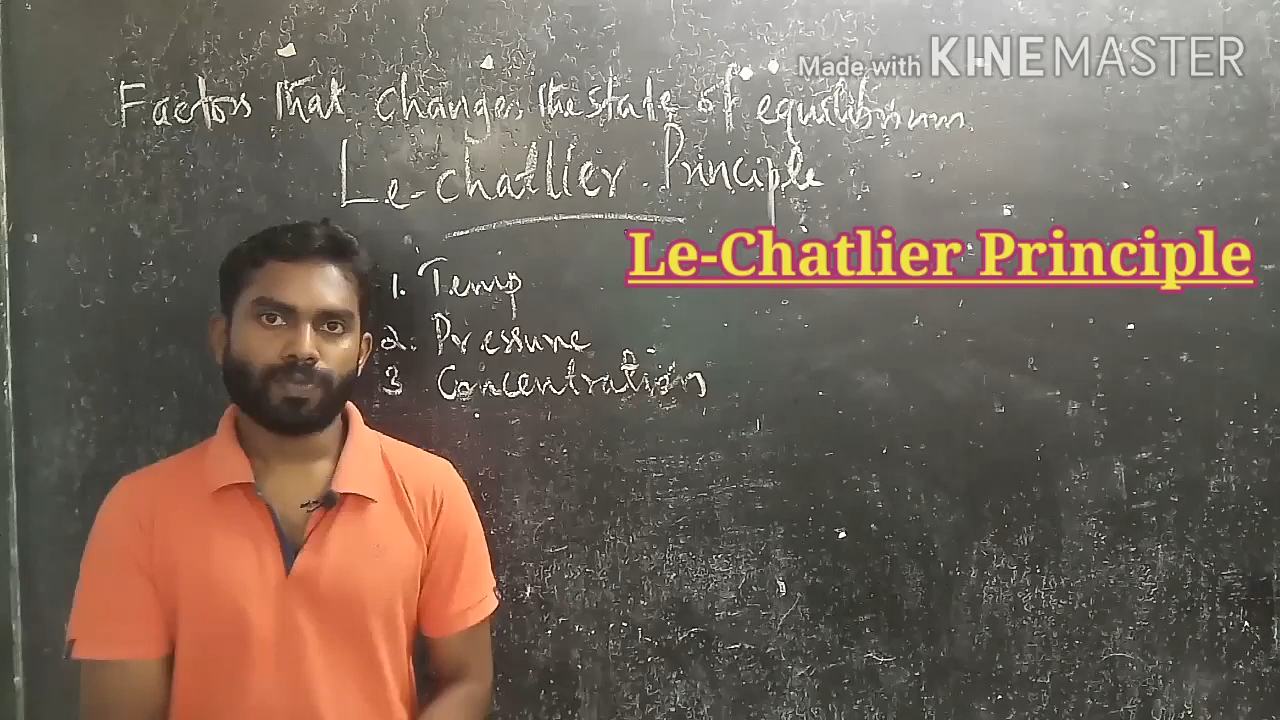 Made with KINEMASTER
Factors that changes the state of equilibrium
Le-chatlier Principle
Le-Chatlier Principle
1. Temp
2. Pressure
3 Concentration